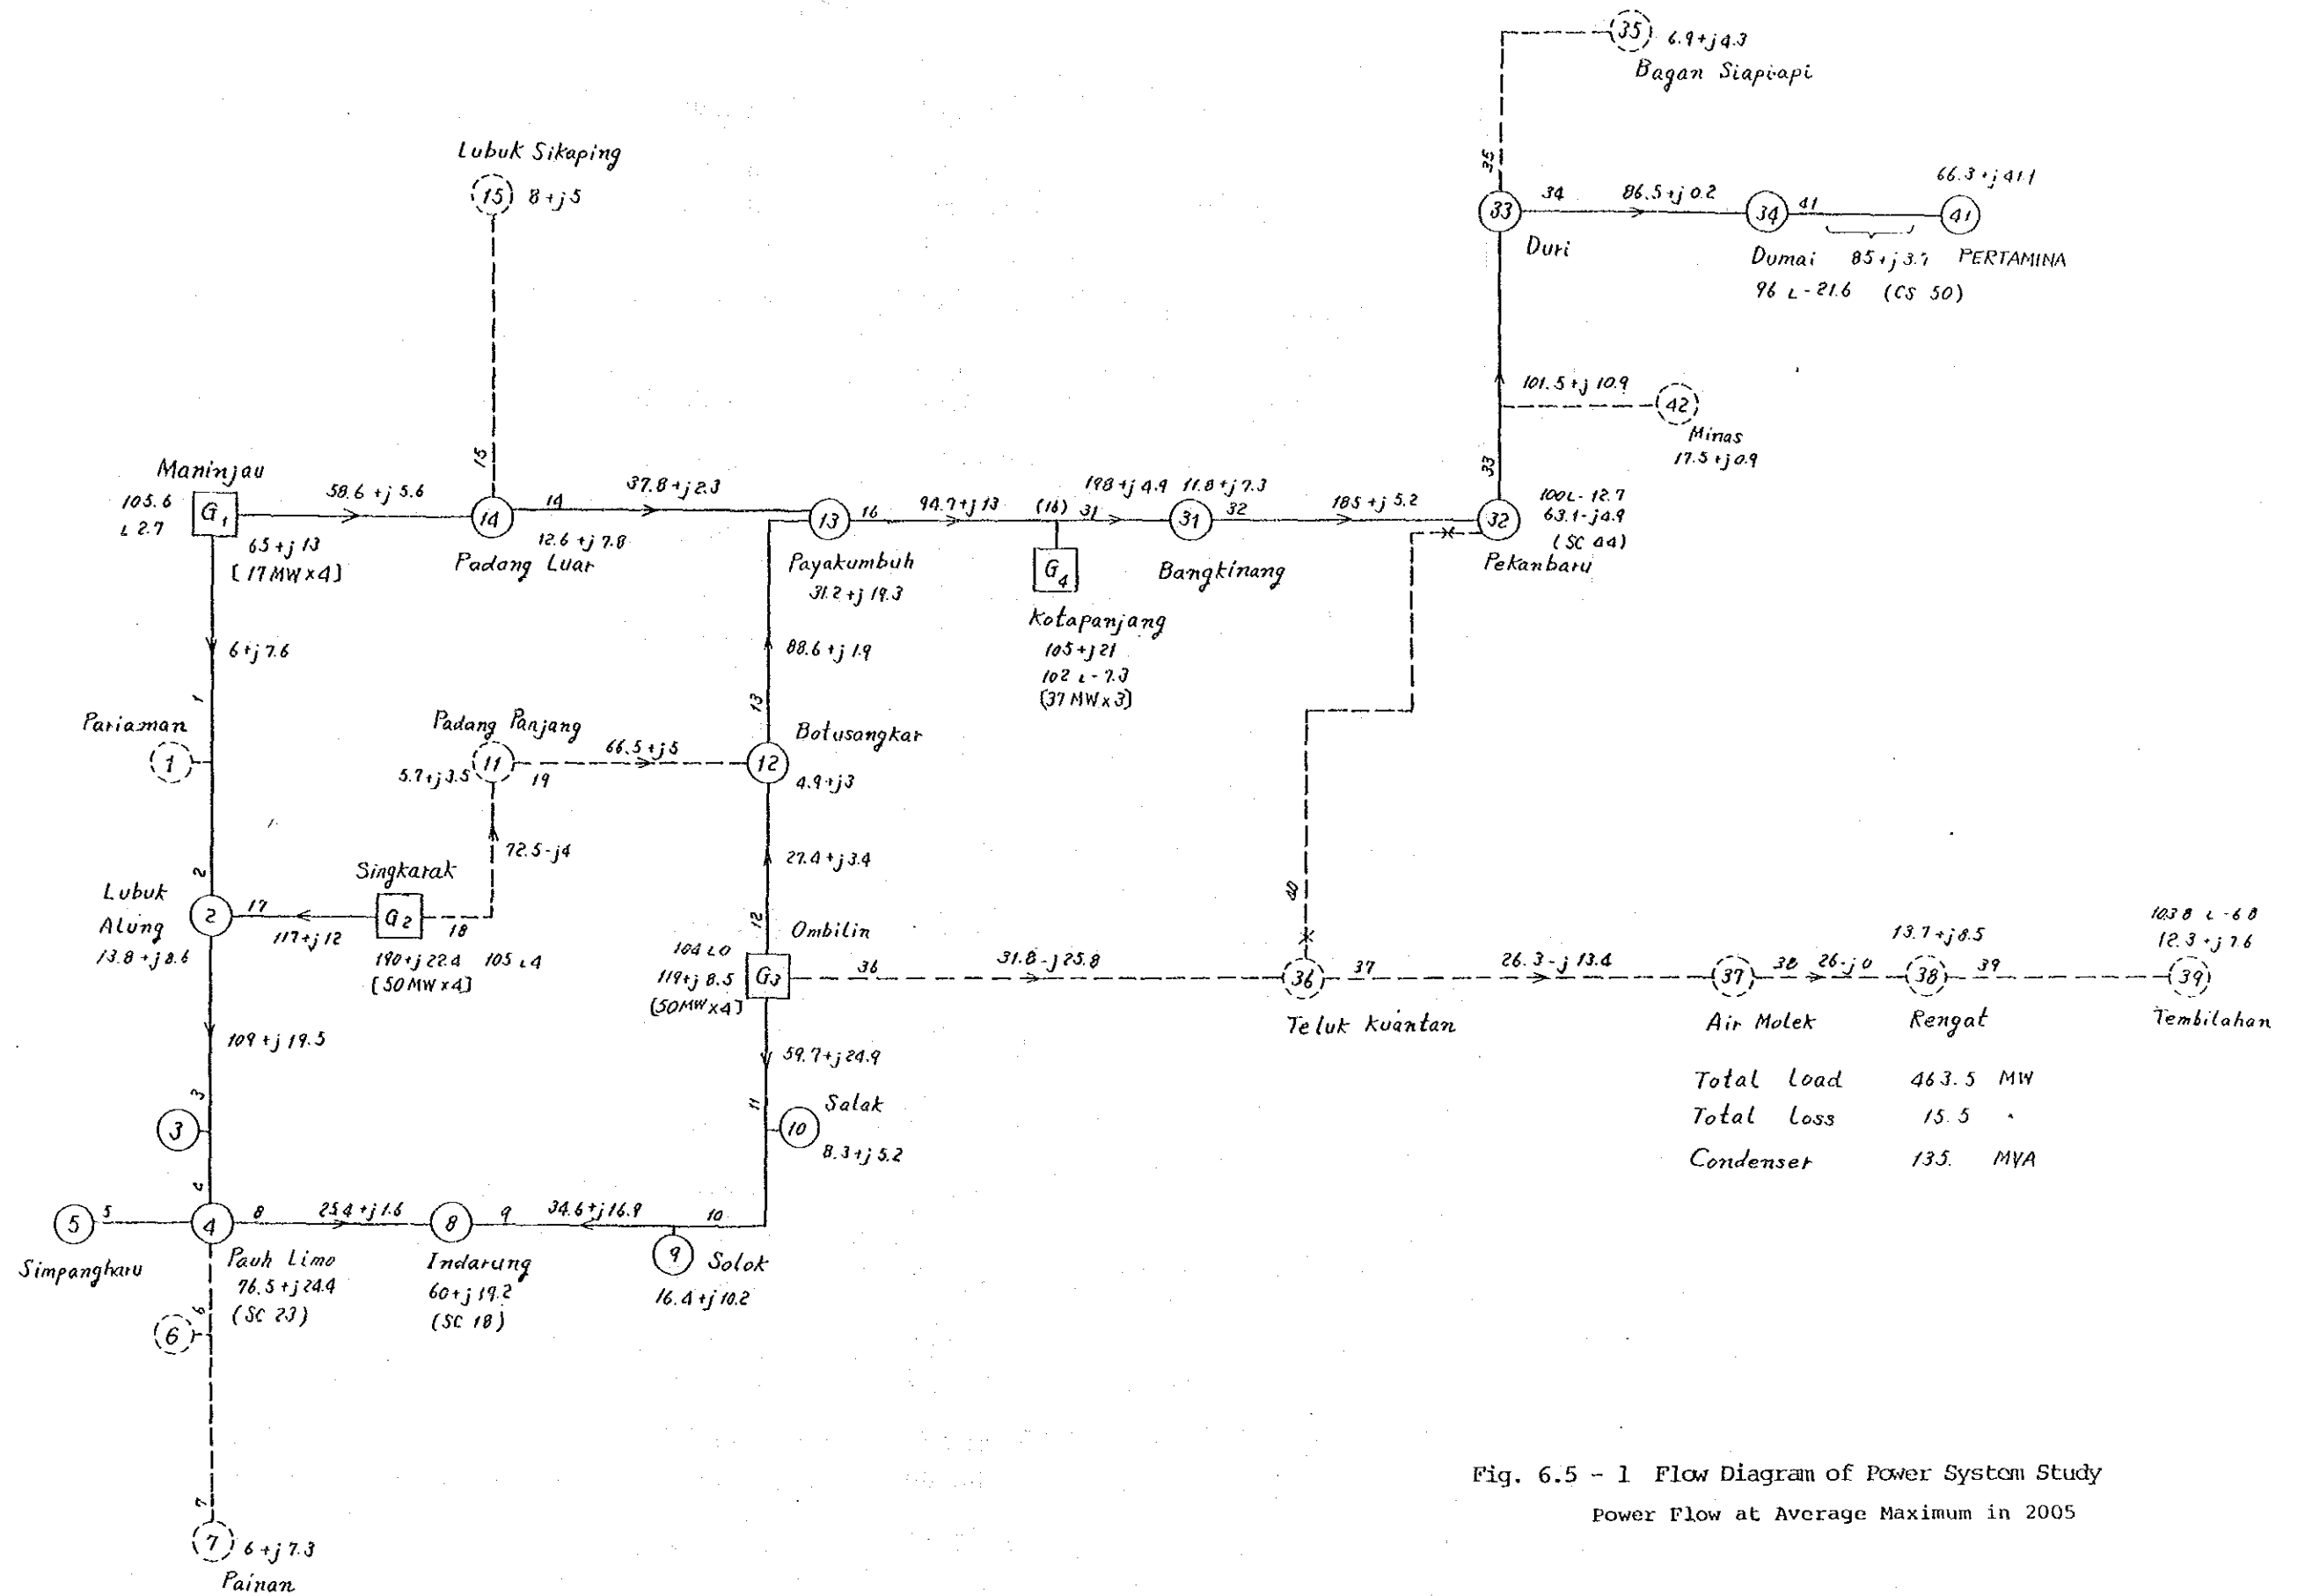 35
6.9+j4.3
Bagan Siapiapi
Lubuk Sikaping
15
8+j5
35
33
34
86.5+j0.2
34
41
66.3+j41.1
41
Duri
Dumai
85+j3.7
PERTAMINA
96 ∠-21.6 (CS 50)
101.5+j10.9
42
Minas
17.5+j0.9
15
33
Maninjau
105.6
∠2.7
G1
58.6+j5.6
65+j13
[17MW×4]
14
14
37.8+j2.3
12.6+j7.8
Padang Luar
13
16
94.7+j13
(16)
31
198+j4.9
11.8+j7.3
31
32
185+j5.2
32
100∠-12.7
63.1-j4.9
(SC 44)
Pekanbaru
Payakumbuh
31.2+j19.3
G4
Bangkinang
Kotapanjang
105+j21
102 ∠-7.3
(37MW×3)
6+j7.6
88.6+j1.9
1
13
Pariaman
1
Padang Panjang
5.7+j3.5
11
19
66.5+j5
12
Batusangkar
4.9+j3
72.5-j4
27.4+j3.4
2
Lubuk
Alung
13.8+j8.6
2
17
117+j12
Singkarak
G2
18
190+j22.4 105∠4
[50MW×4]
12
Ombilin
104∠0
119+j8.5
(50MW×4)
G3
36
31.8-j25.8
40
36
37
Teluk Kuantan
26.3-j13.4
37
38
26-j0
13.7+j8.5
38
39
103.8 ∠-6.8
12.3+j7.6
39
Air Molek
Rengat
Tembilahan
109+j19.5
59.7+j24.9
3
3
11
10
Salak
8.3+j5.2
Total load 463.5 MW
Total loss 15.5 "
Condenser 135. MVA
4
5
5
4
8
25.4+j1.6
8
9
34.6+j16.9
10
9
Simpangharu
Pauh Limo
76.5+j24.4
(SC 23)
Indarung
60+j19.2
(SC 18)
Solok
16.4+j10.2
6
6
7
7
6+j7.3
Painan
Fig. 6.5 - 1 Flow Diagram of Power System Study
Power Flow at Average Maximum in 2005